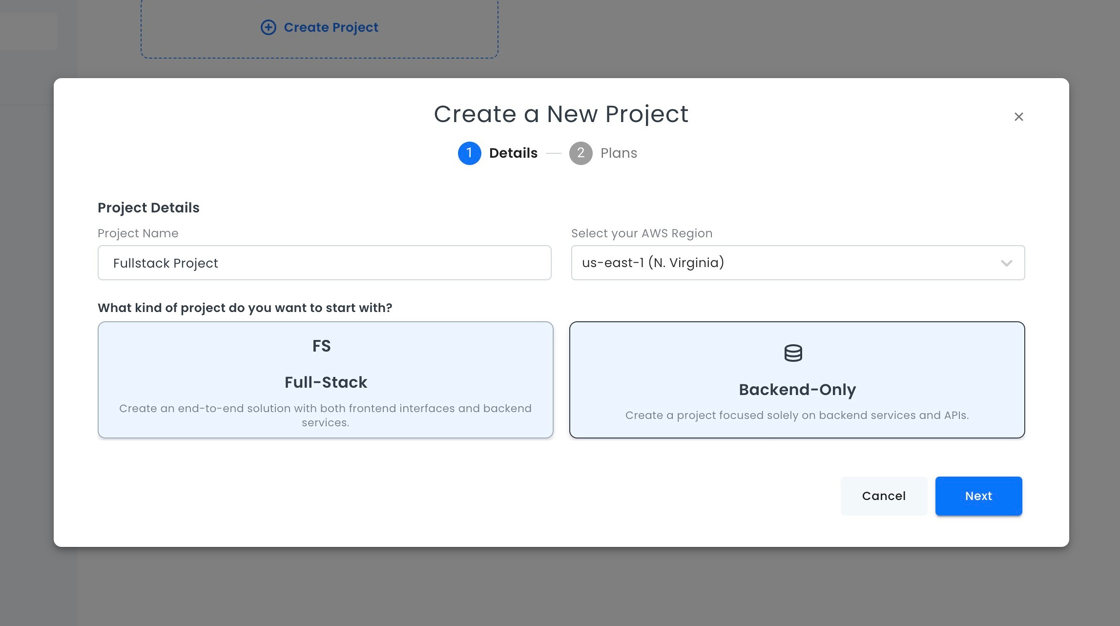 Create Project
Create a New Project
1 Details 2 Plans
Project Details
Project Name
Fullstack Project
Select your AWS Region
us-east-1 (N. Virginia)
What kind of project do you want to start with?
FS
Full-Stack
Create an end-to-end solution with both frontend interfaces and backend
services.
Backend-Only
Create a project focused solely on backend services and APIs.
Cancel
Next